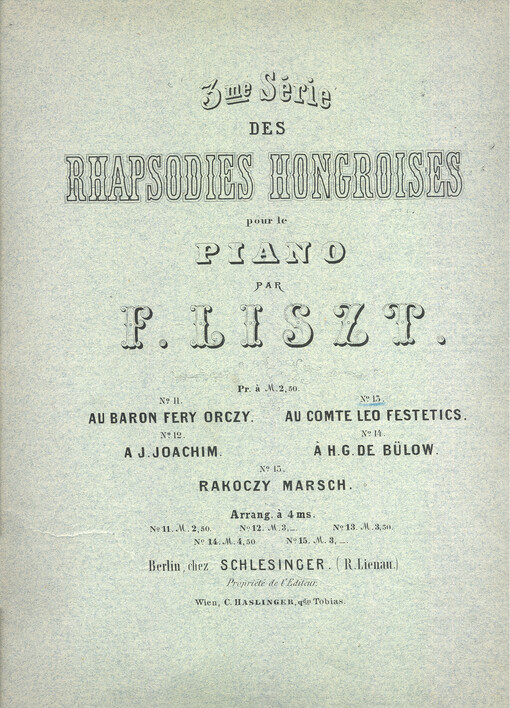 3me Série
DES
RHAPSODIES HONGROISES
pour le
PIANO
PAR
F. LISZT.
Pr. à M. 2,50.
No 11. No 13.
AU BARON FERY ORCZY. AU COMTE LEO FESTETICS.
No 12 No 14
A J. JOACHIM. À H.G. DE BÜLOW.
No 15.
RAKOCZY MARSCH.
Arrang. à 4 ms.
No 11. M. 2,50. No 12. M. 3,_. No 13. M. 3,50.
No 14. M. 4,50 No 15. M. 3,_.
Berlin, chez SCHLESINGER. (R. Lienau.)
Propriété de l'Editeur.
Wien, C. HASLINGER, qdm Tobias.